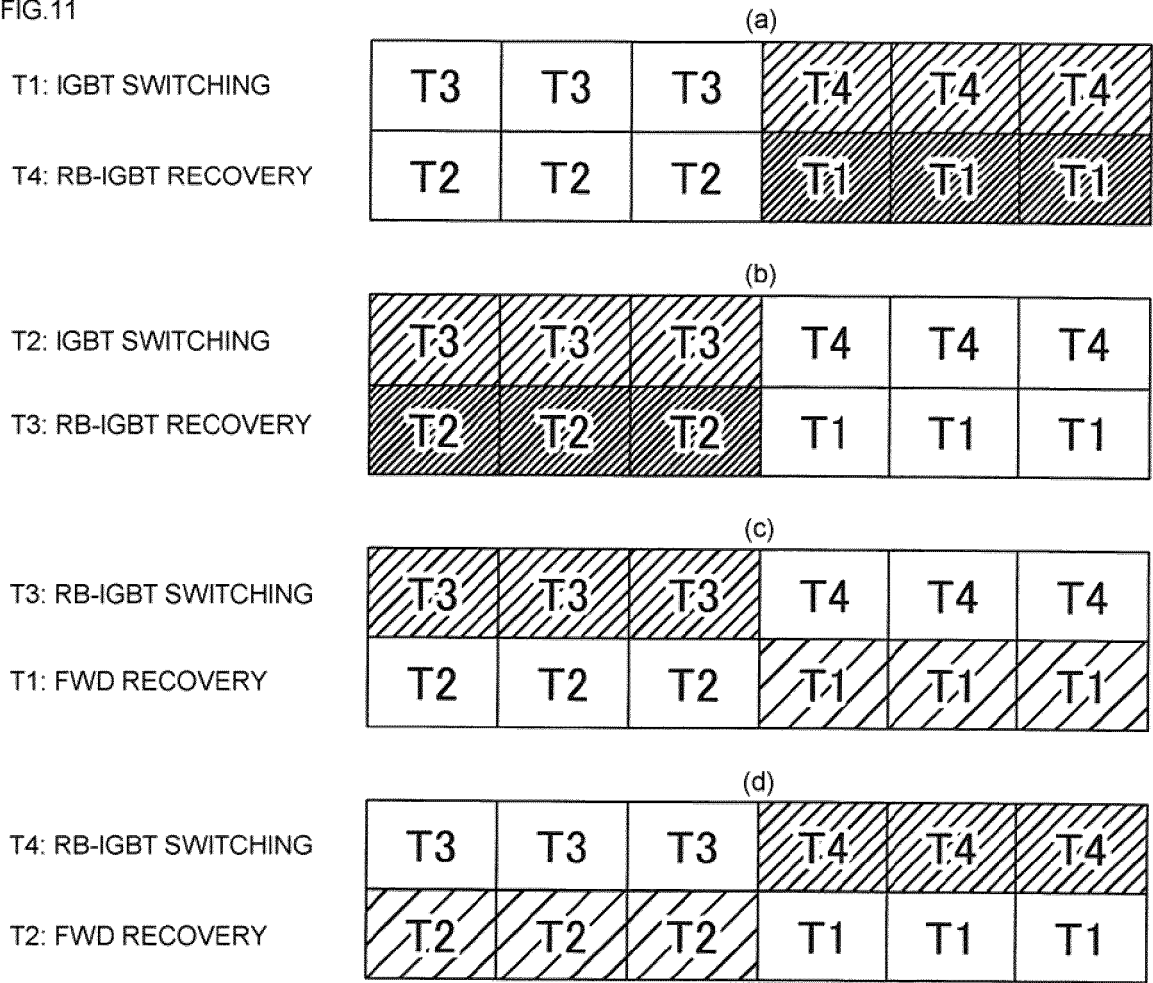 FIG.11
(a)
T1: IGBT SWITCHING
T3 T3 T3 T4 T4 T4
T4: RB-IGBT RECOVERY
T2 T2 T2 T1 T1 T1
(b)
T2: IGBT SWITCHING
T3 T3 T3 T4 T4 T4
T3: RB-IGBT RECOVERY
T2 T2 T2 T1 T1 T1
(c)
T3: RB-IGBT SWITCHING
T3 T3 T3 T4 T4 T4
T1: FWD RECOVERY
T2 T2 T2 T1 T1 T1
(d)
T4: RB-IGBT SWITCHING
T3 T3 T3 T4 T4 T4
T2: FWD RECOVERY
T2 T2 T2 T1 T1 T1